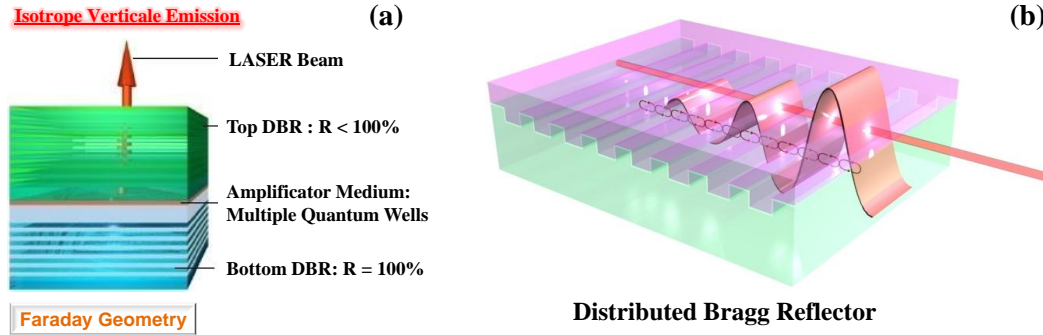 Isotrope Verticale Emission
(a)
LASER Beam
Top DBR : R < 100%
Amplificator Medium:
Multiple Quantum Wells
Bottom DBR: R = 100%
Faraday Geometry
(b)
Distributed Bragg Reflector